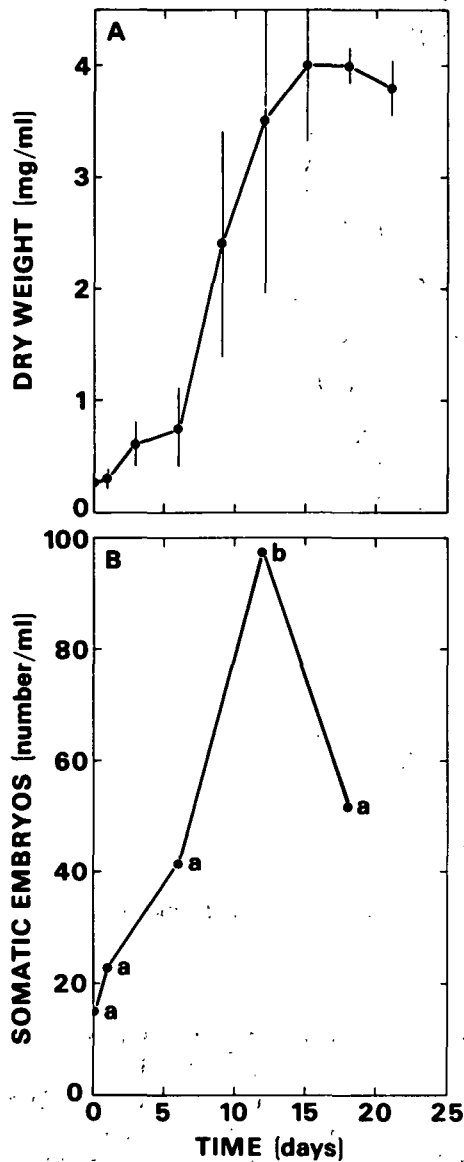 A
4
3
2
1
0
DRY WEIGHT (mg/ml)
B
100
80
60
40
20
0
SOMATIC EMBRYOS (number/ml)
a
a
a
b
a
0 5 10 15 20 25
TIME (days)